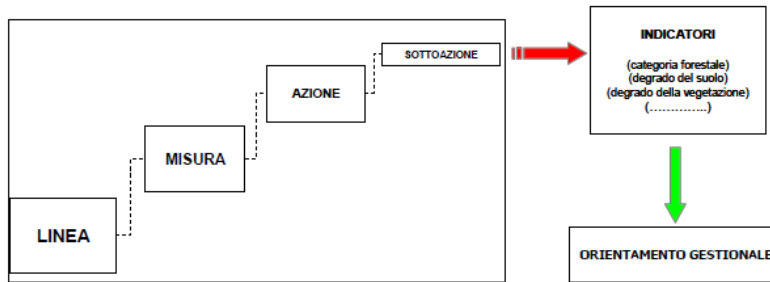 LINEA
MISURA
AZIONE
SOTTOAZIONE
INDICATORI
(categoria forestale)
(degrado del suolo)
(degrado della vegetazione)
(…………..)
ORIENTAMENTO GESTIONALE